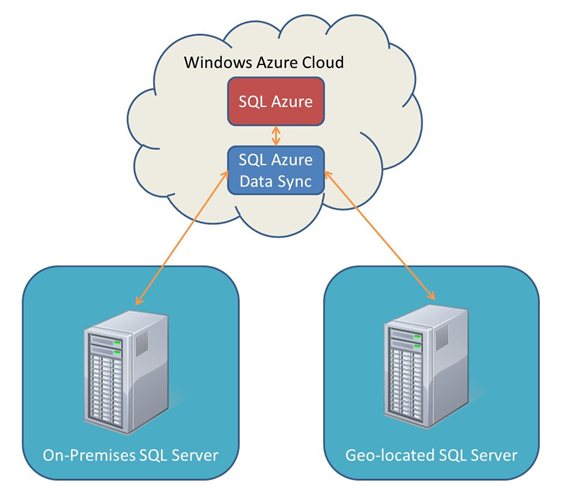 Windows Azure Cloud
SQL Azure
SQL Azure
Data Sync
On-Premises SQL Server
Geo-located SQL Server